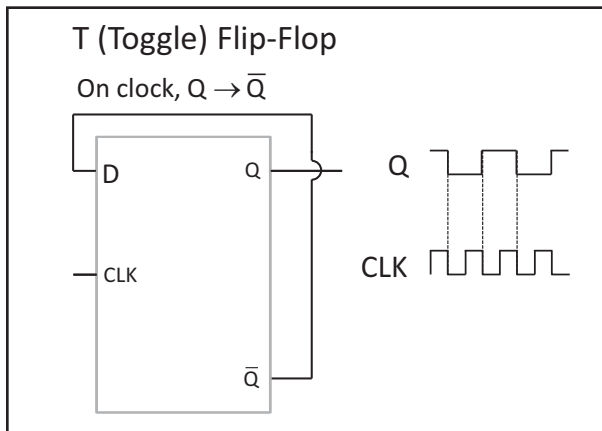 T (Toggle) Flip-Flop
On clock, Q → Q̅
D
Q
CLK
Q̅
Q
CLK